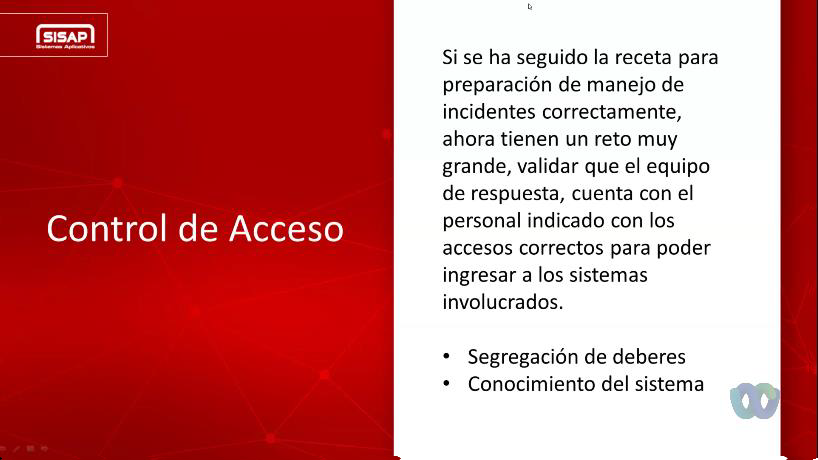 SISAP
Sistemas Aplicativos
Control de Acceso
Si se ha seguido la receta para
preparación de manejo de
incidentes correctamente,
ahora tienen un reto muy
grande, validar que el equipo
de respuesta, cuenta con el
personal indicado con los
accesos correctos para poder
ingresar a los sistemas
involucrados.
• Segregación de deberes
• Conocimiento del sistema